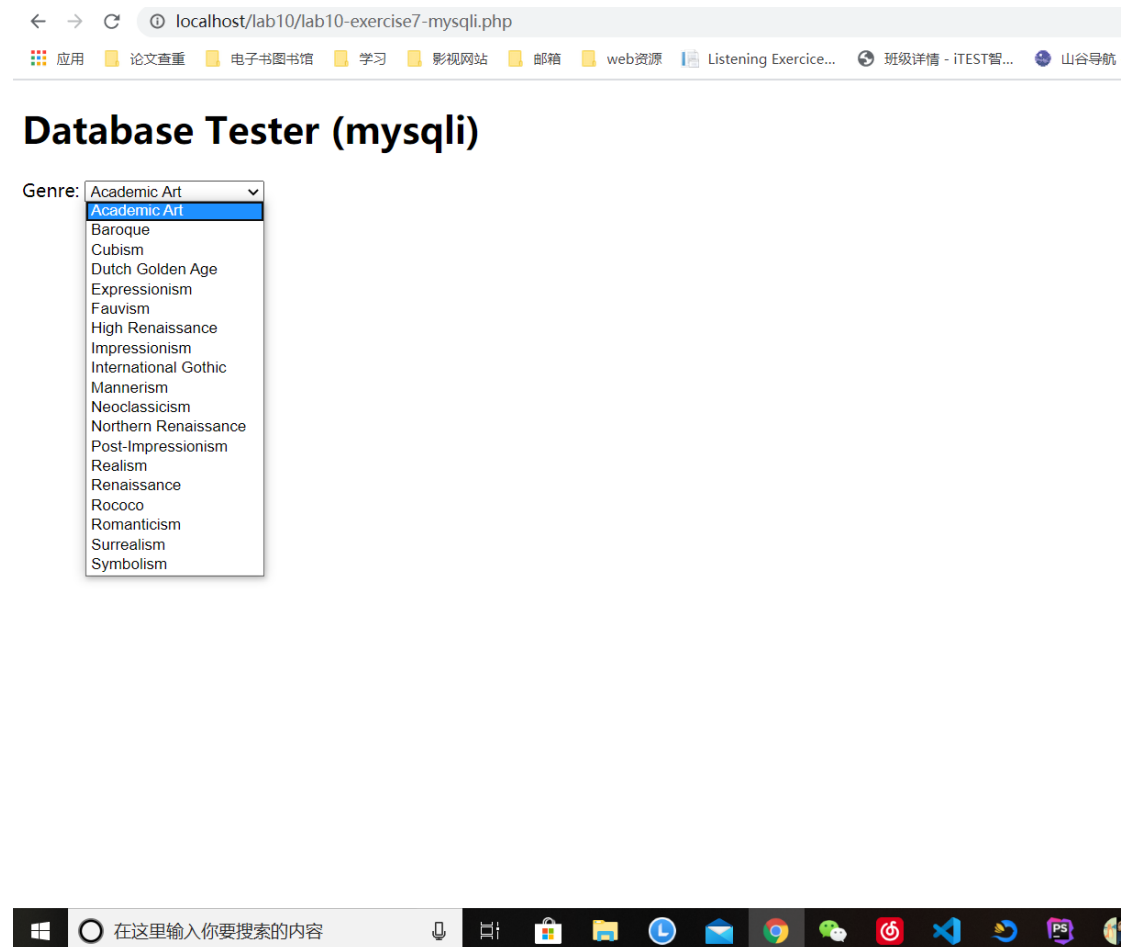 localhost/lab10/lab10-exercise7-mysqli.php
应用 论文查重 电子书图书馆 学习 影视网站 邮箱 web资源 Listening Exercice... 班级详情 - iTEST智... 山谷导航
Database Tester (mysqli)
Genre: Academic Art
Academic Art
Baroque
Cubism
Dutch Golden Age
Expressionism
Fauvism
High Renaissance
Impressionism
International Gothic
Mannerism
Neoclassicism
Northern Renaissance
Post-Impressionism
Realism
Renaissance
Rococo
Romanticism
Surrealism
Symbolism
在这里输入你要搜索的内容
L PS